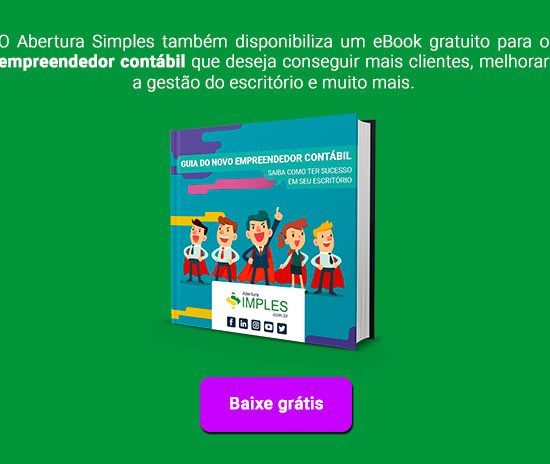 O Abertura Simples também disponibiliza um eBook gratuito para o
empreendedor contábil que deseja conseguir mais clientes, melhorar
a gestão do escritório e muito mais.
GUIA DO NOVO EMPREENDEDOR CONTÁBIL
SAIBA COMO TER SUCESSO
EM SEU ESCRITÓRIO
Abertura
SIMPLES
.com.br
Baixe grátis